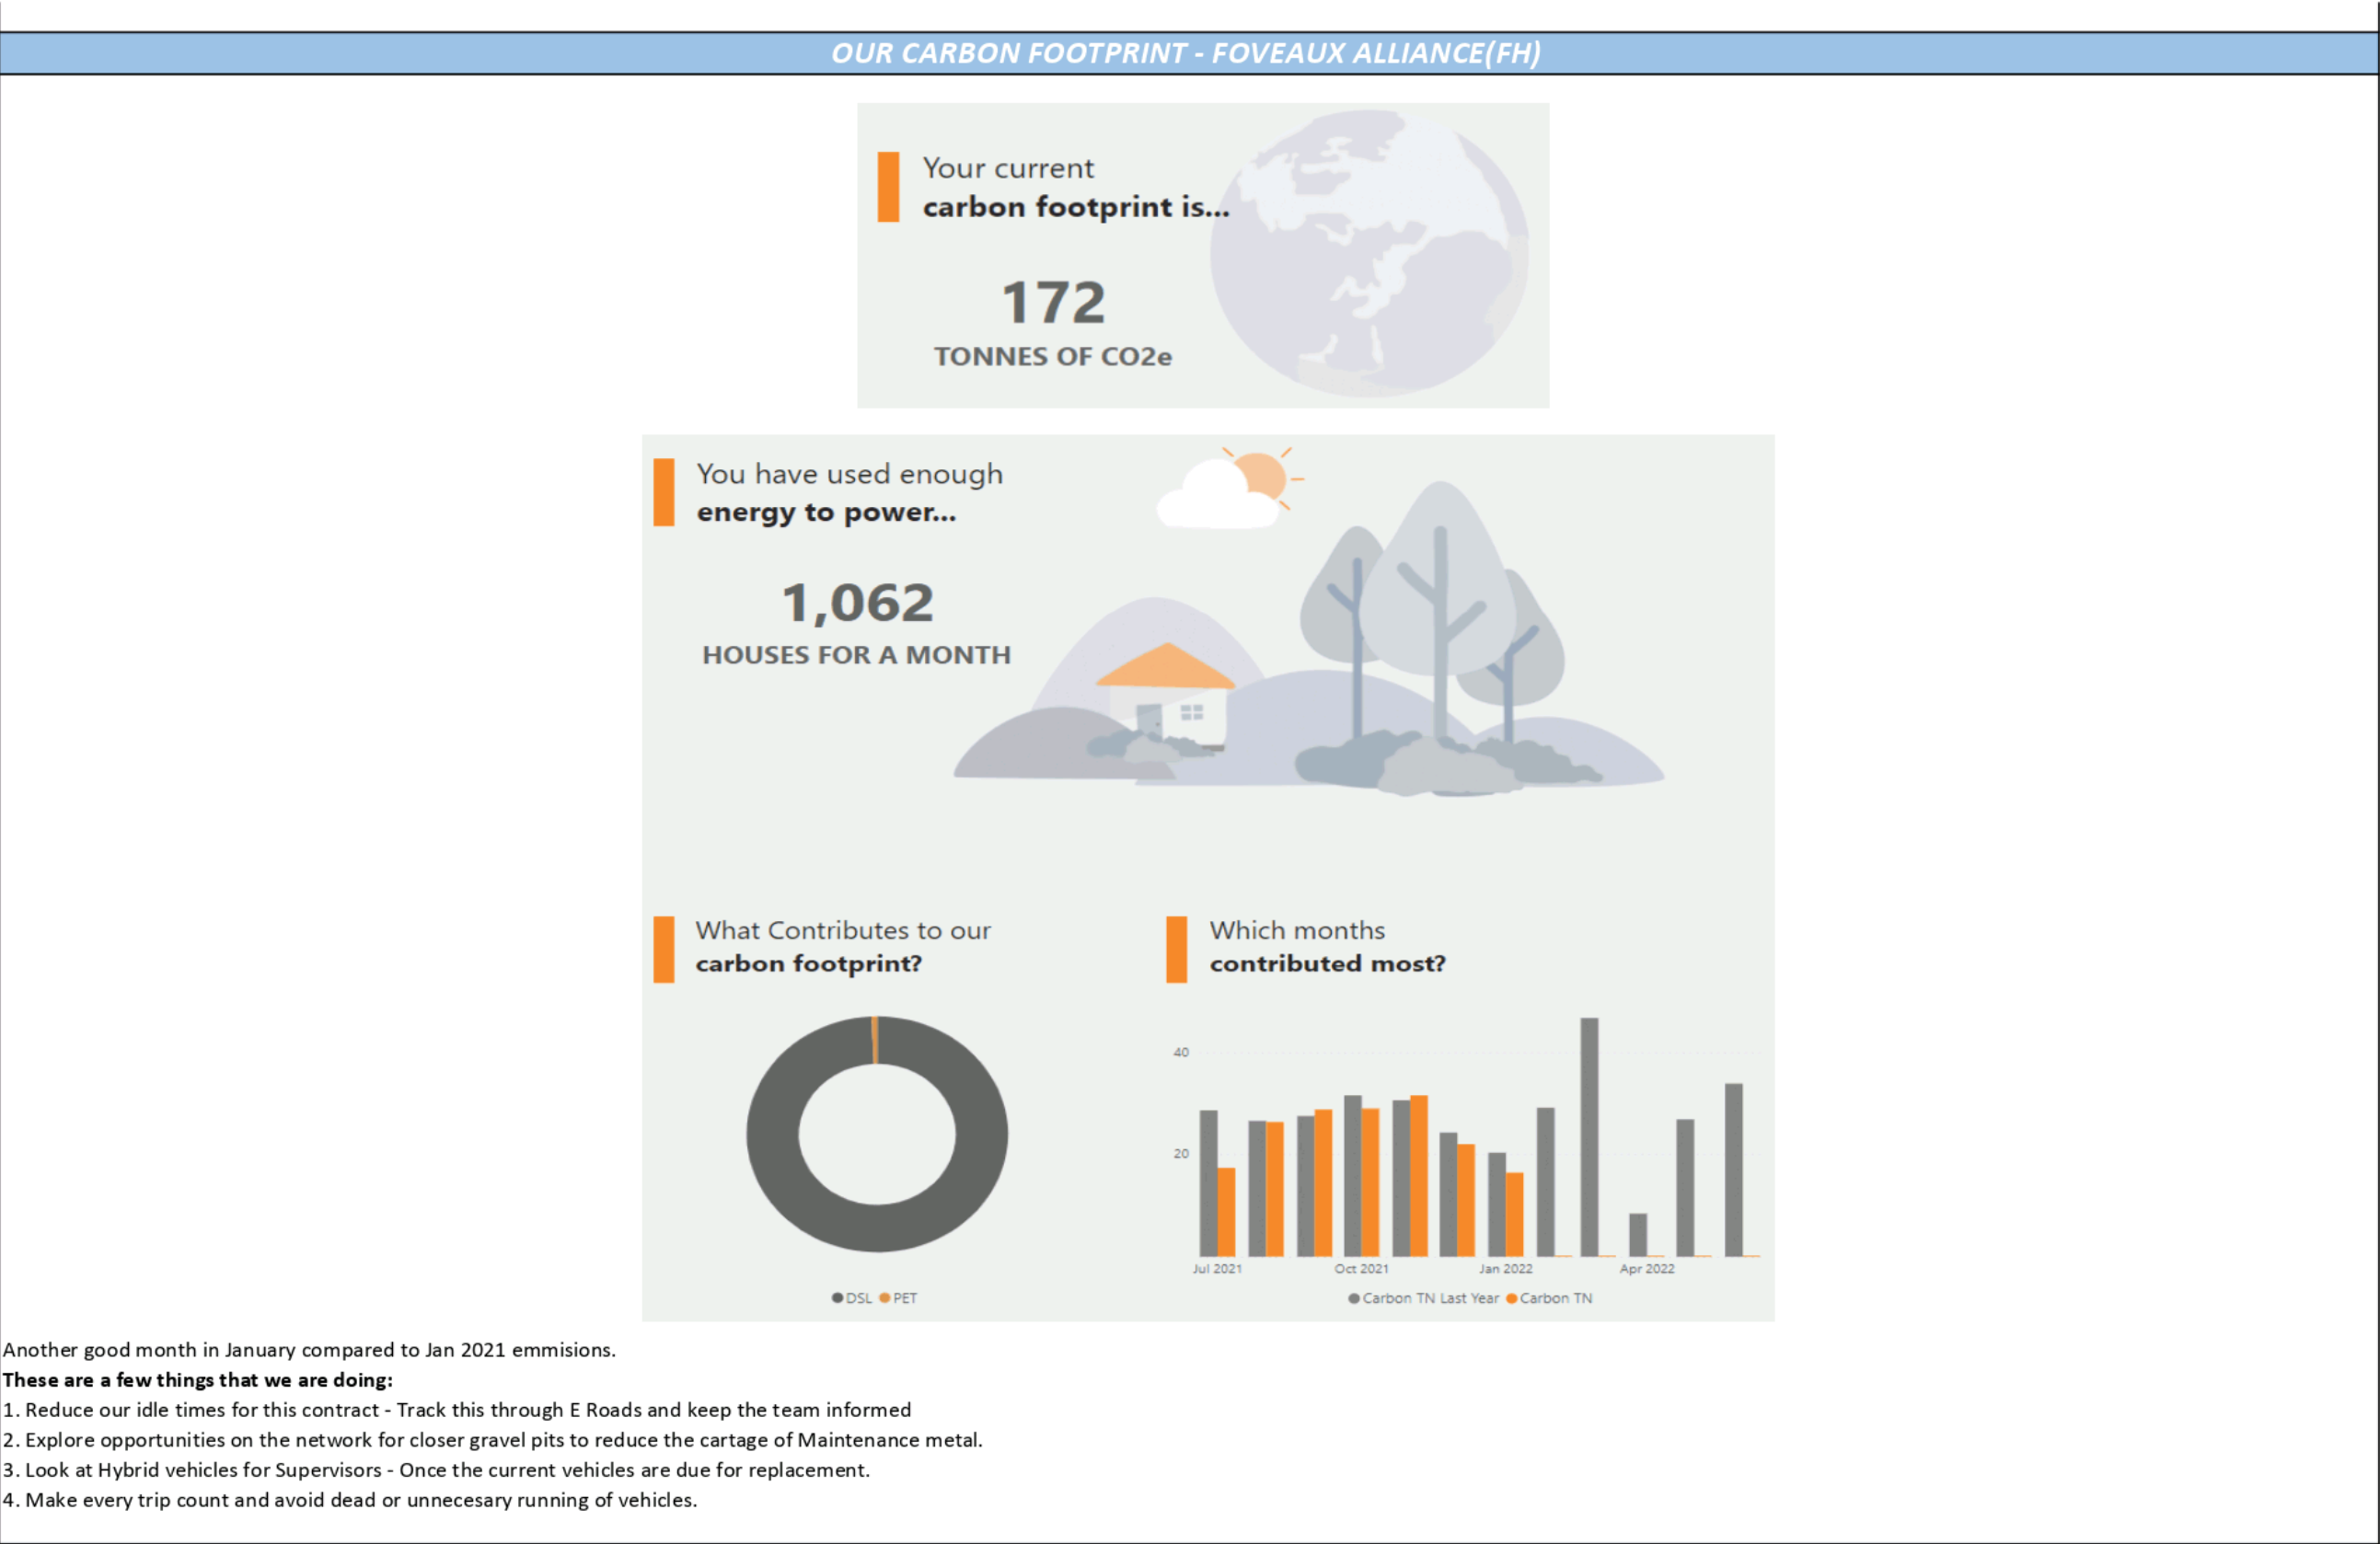 OUR CARBON FOOTPRINT - FOVEAUX ALLIANCE(FH)
Your current
carbon footprint is...
172
TONNES OF CO2e
You have used enough
energy to power...
1,062
HOUSES FOR A MONTH
What Contributes to our
carbon footprint?
DSL PET
Which months
contributed most?
40
20
Jul 2021 Oct 2021 Jan 2022 Apr 2022
Carbon TN Last Year Carbon TN
Another good month in January compared to Jan 2021 emmisions.
These are a few things that we are doing:
1. Reduce our idle times for this contract - Track this through E Roads and keep the team informed
2. Explore opportunities on the network for closer gravel pits to reduce the cartage of Maintenance metal.
3. Look at Hybrid vehicles for Supervisors - Once the current vehicles are due for replacement.
4. Make every trip count and avoid dead or unnecesary running of vehicles.